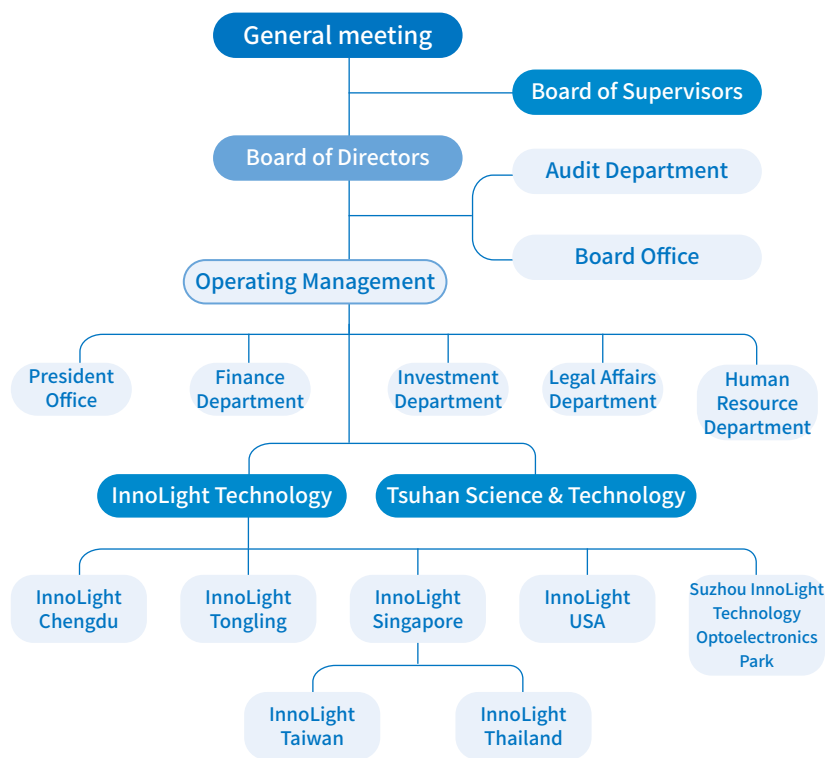 General meeting
Board of Supervisors
Board of Directors
Audit Department
Board Office
Operating Management
President
Office
Finance
Department
Investment
Department
Legal Affairs
Department
Human
Resource
Department
InnoLight Technology
Tsuhan Science & Technology
InnoLight
Chengdu
InnoLight
Tongling
InnoLight
Singapore
InnoLight
USA
Suzhou InnoLight
Technology
Optoelectronics
Park
InnoLight
Taiwan
InnoLight
Thailand